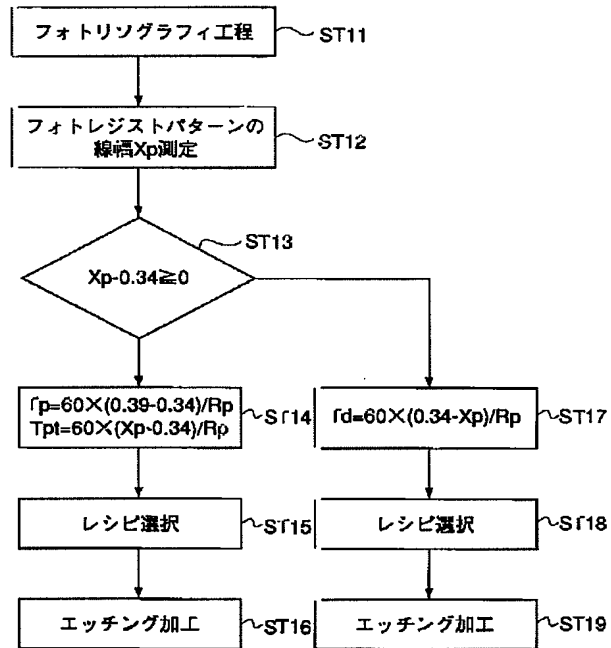 フォトリソグラフィ工程
ST11
フォトレジストパターンの
線幅Xp測定
ST12
ST13
Xp-0.34≧0
Tp=60×(0.39-0.34)/Rp
Tpt=60×(Xp-0.34)/Rp
ST14
Td=60×(0.34-Xp)/Rp
ST17
レシピ選択
ST15
レシピ選択
ST18
エッチング加工
ST16
エッチング加工
ST19